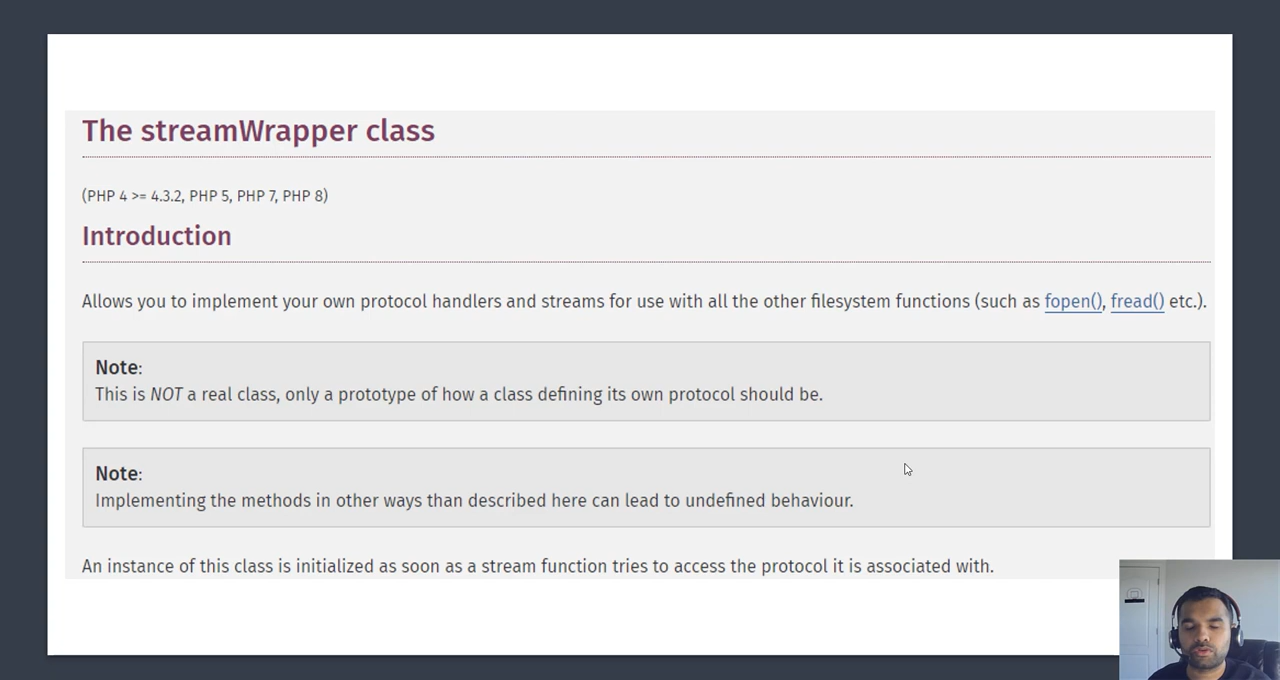 The streamWrapper class
(PHP 4 >= 4.3.2, PHP 5, PHP 7, PHP 8)
Introduction
Allows you to implement your own protocol handlers and streams for use with all the other filesystem functions (such as fopen(), fread() etc.).
Note:
This is NOT a real class, only a prototype of how a class defining its own protocol should be.
Note:
Implementing the methods in other ways than described here can lead to undefined behaviour.
An instance of this class is initialized as soon as a stream function tries to access the protocol it is associated with.